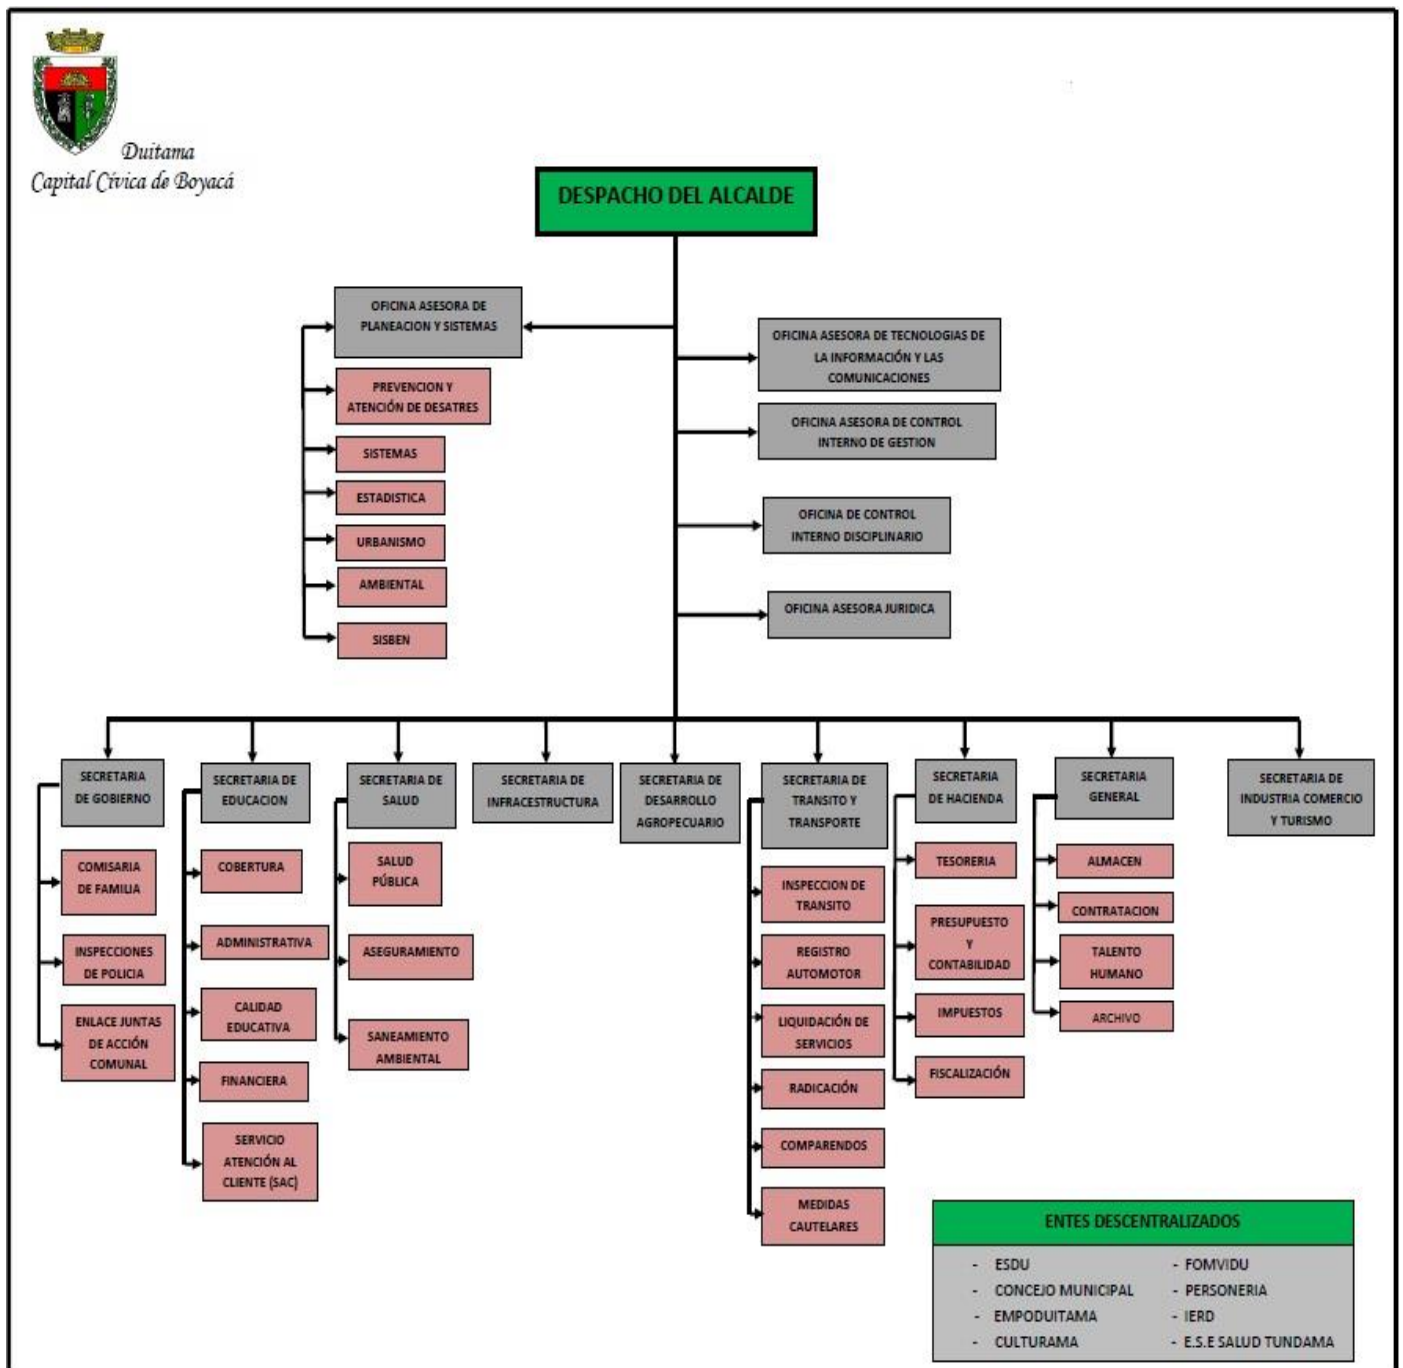 Duitama
Capital Cívica de Boyacá
DESPACHO DEL ALCALDE
OFICINA ASESORA DE
PLANEACION Y SISTEMAS
PREVENCION Y
ATENCIÓN DE DESATRES
SISTEMAS
ESTADISTICA
URBANISMO
AMBIENTAL
SISBEN
OFICINA ASESORA DE TECNOLOGIAS DE
LA INFORMACIÓN Y LAS
COMUNICACIONES
OFICINA ASESORA DE CONTROL
INTERNO DE GESTION
OFICINA DE CONTROL
INTERNO DISCIPLINARIO
OFICINA ASESORA JURIDICA
SECRETARIA
DE GOBIERNO
COMISARIA
DE FAMILIA
INSPECCIONES
DE POLICIA
ENLACE JUNTAS
DE ACCIÓN
COMUNAL
SECRETARIA DE
EDUCACION
COBERTURA
ADMINISTRATIVA
CALIDAD
EDUCATIVA
FINANCIERA
SERVICIO
ATENCIÓN AL
CLIENTE (SAC)
SECRETARIA DE
SALUD
SALUD
PÚBLICA
ASEGURAMIENTO
SANEAMIENTO
AMBIENTAL
SECRETARIA DE
INFRACESTRUCTURA
SECRETARIA DE
DESARROLLO
AGROPECUARIO
SECRETARIA DE
TRANSITO Y
TRANSPORTE
INSPECCION DE
TRANSITO
REGISTRO
AUTOMOTOR
LIQUIDACIÓN DE
SERVICIOS
RADICACIÓN
COMPARENDOS
MEDIDAS
CAUTELARES
SECRETARIA
DE HACIENDA
TESORERIA
PRESUPUESTO
Y
CONTABILIDAD
IMPUESTOS
FISCALIZACIÓN
SECRETARIA
GENERAL
ALMACEN
CONTRATACION
TALENTO
HUMANO
ARCHIVO
SECRETARIA DE
INDUSTRIA COMERCIO
Y TURISMO
ENTES DESCENTRALIZADOS
- ESDU
- CONCEJO MUNICIPAL
- EMPODUITAMA
- CULTURAMA
- FOMVIDU
- PERSONERIA
- IERD
- E.S.E SALUD TUNDAMA